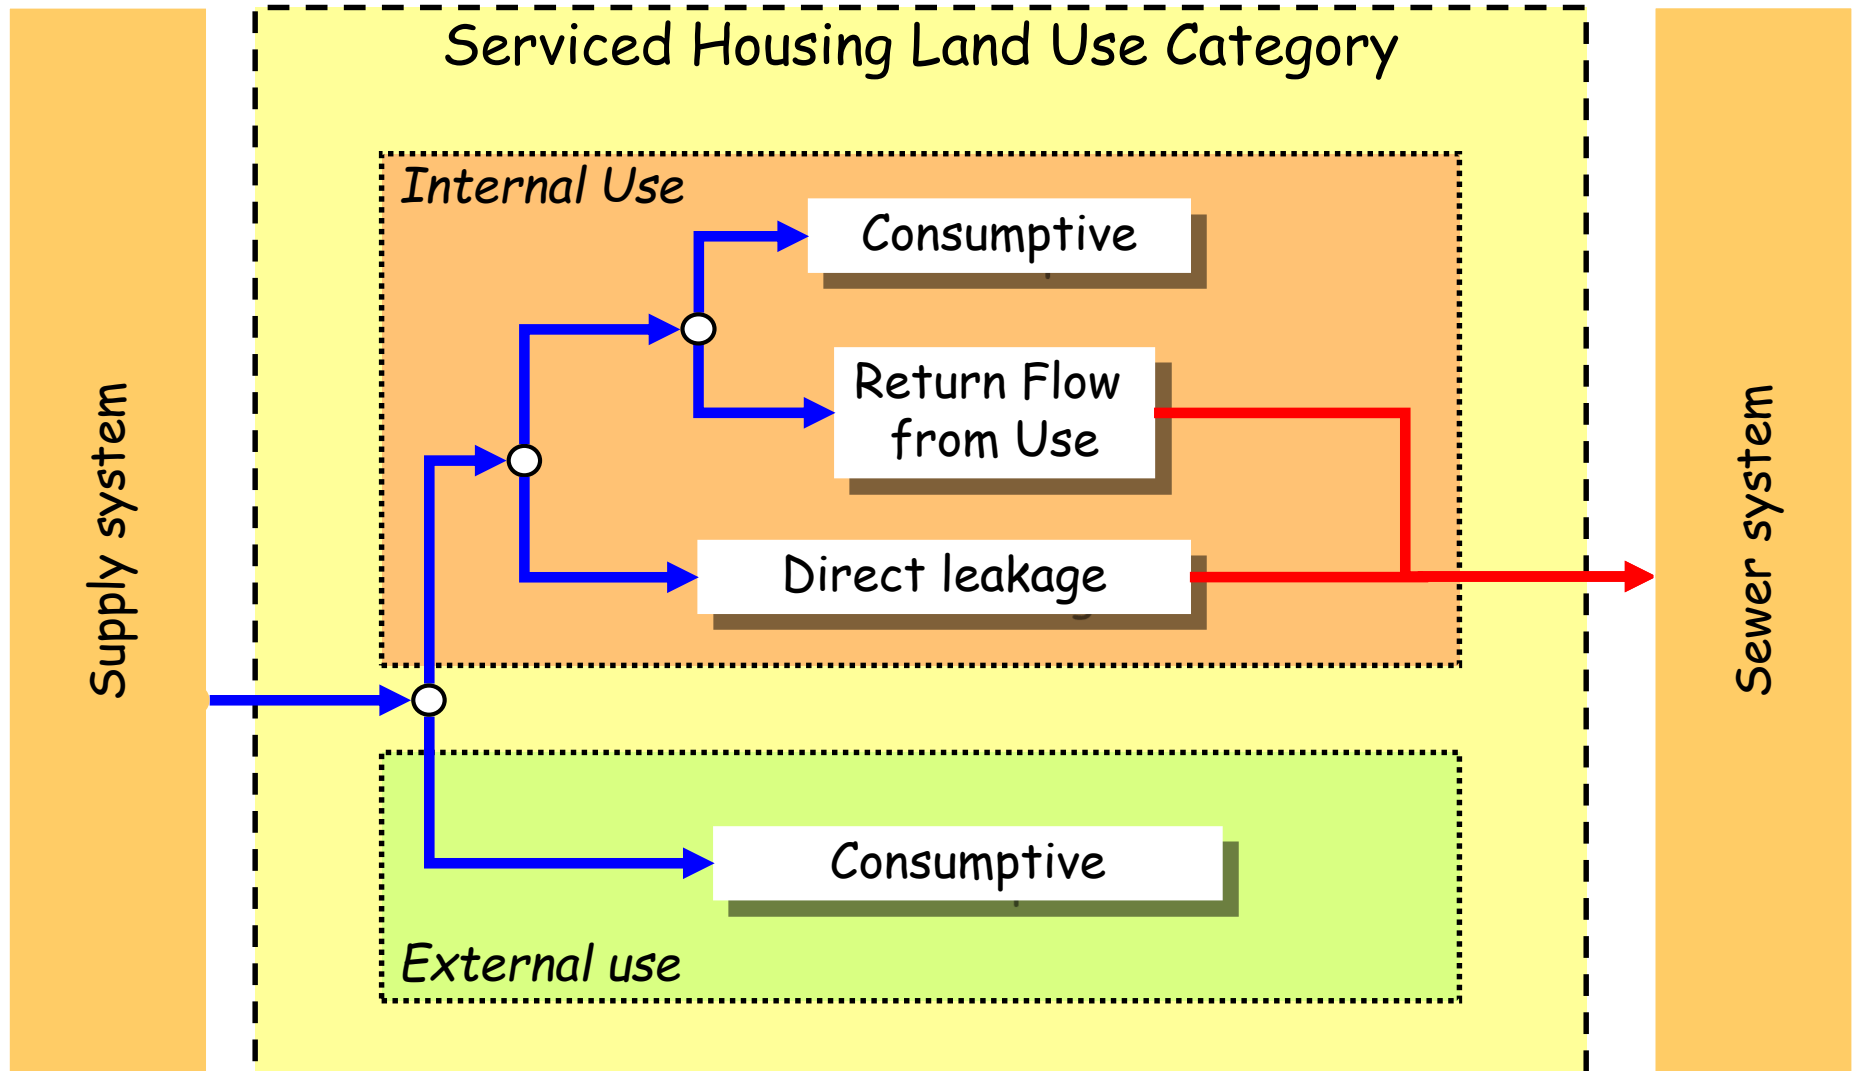 Serviced Housing Land Use Category
Internal Use
Consumptive
Return Flow
from Use
Direct leakage
Supply system
Sewer system
Consumptive
External use